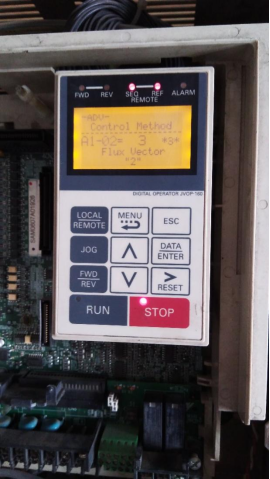 FWD REV SEQ REF ALARM
REMOTE
-ADV-
Control Method
A1-02= 3 *3*
Flux Vector
"2"
DIGITAL OPERATOR JVOP-160
LOCAL
REMOTE
MENU
ESC
JOG
DATA
ENTER
FWD
REV
RESET
RUN
STOP